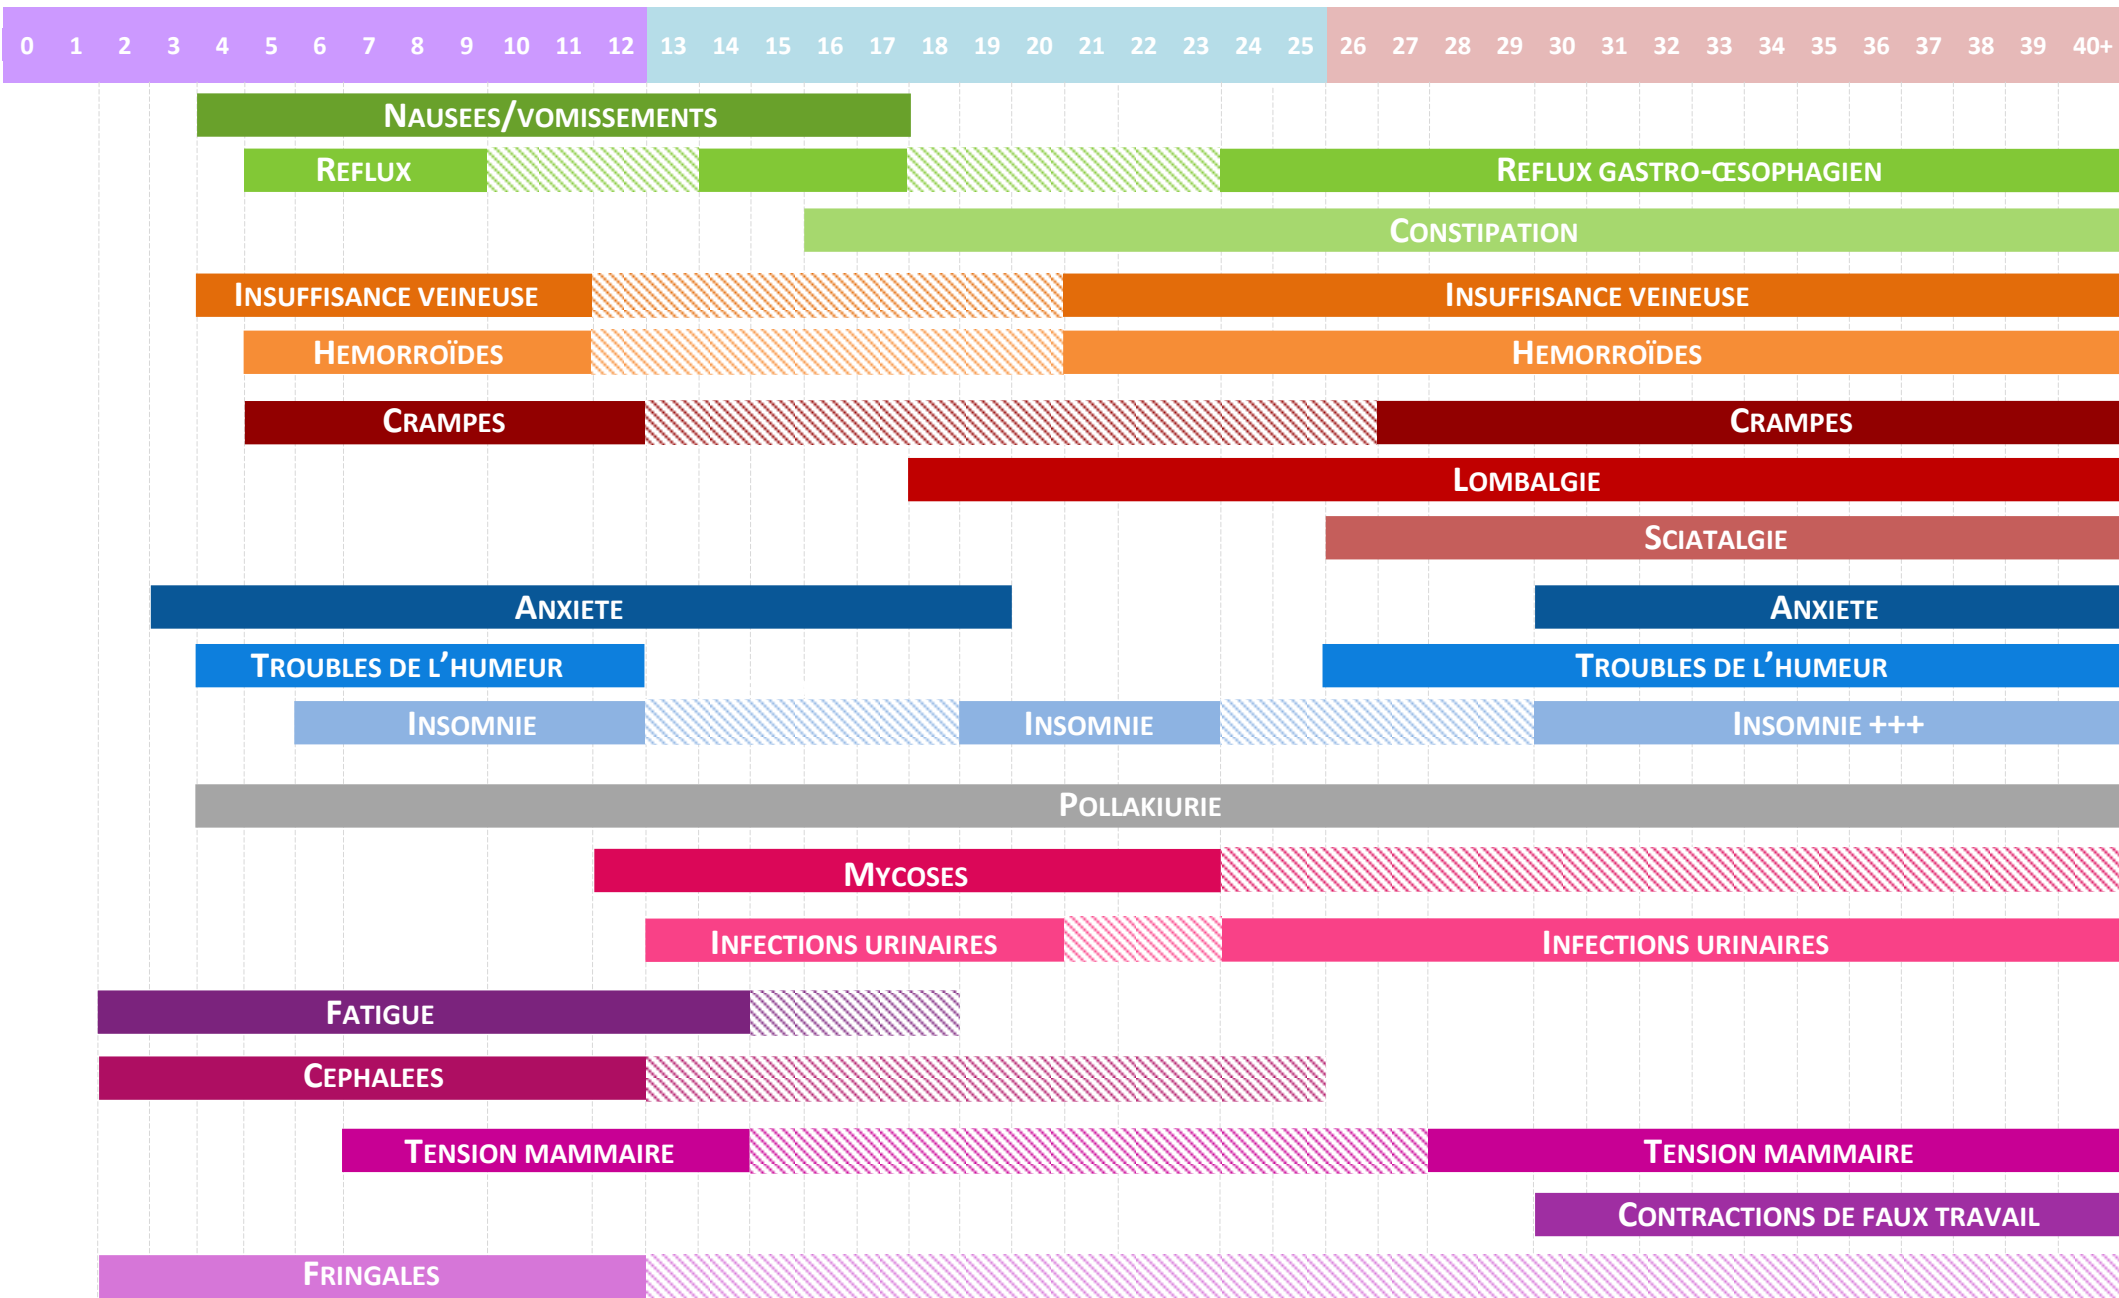 0 1 2 3 4 5 6 7 8 9 10 11 12 13 14 15 16 17 18 19 20 21 22 23 24 25 26 27 28 29 30 31 32 33 34 35 36 37 38 39 40+
NAUSEES/VOMISSEMENTS
REFLUX REFLUX GASTRO-ŒSOPHAGIEN
CONSTIPATION
INSUFFISANCE VEINEUSE INSUFFISANCE VEINEUSE
HEMORROÏDES HEMORROÏDES
CRAMPES CRAMPES
LOMBALGIE
SCIATALGIE
ANXIETE ANXIETE
TROUBLES DE L'HUMEUR TROUBLES DE L'HUMEUR
INSOMNIE INSOMNIE INSOMNIE +++
POLLAKIURIE
MYCOSES
INFECTIONS URINAIRES INFECTIONS URINAIRES
FATIGUE
CEPHALEES
TENSION MAMMAIRE TENSION MAMMAIRE
CONTRACTIONS DE FAUX TRAVAIL
FRINGALES